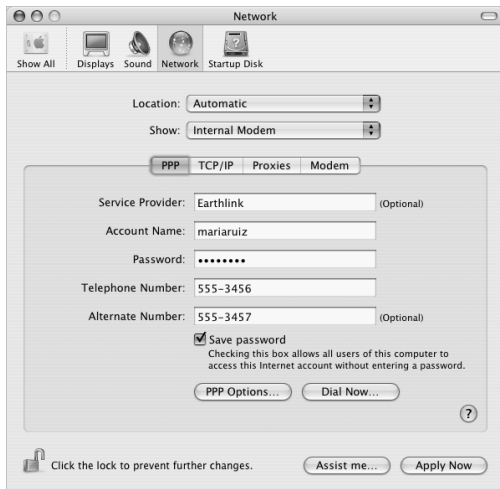 Network
Show All Displays Sound Network Startup Disk
Location: Automatic
Show: Internal Modem
PPP TCP/IP Proxies Modem
Service Provider: Earthlink (Optional)
Account Name: mariaruiz
Password: ••••••••
Telephone Number: 555-3456
Alternate Number: 555-3457 (Optional)
Save password
Checking this box allows all users of this computer to
access this Internet account without entering a password.
PPP Options... Dial Now...
?
Click the lock to prevent further changes. Assist me... Apply Now